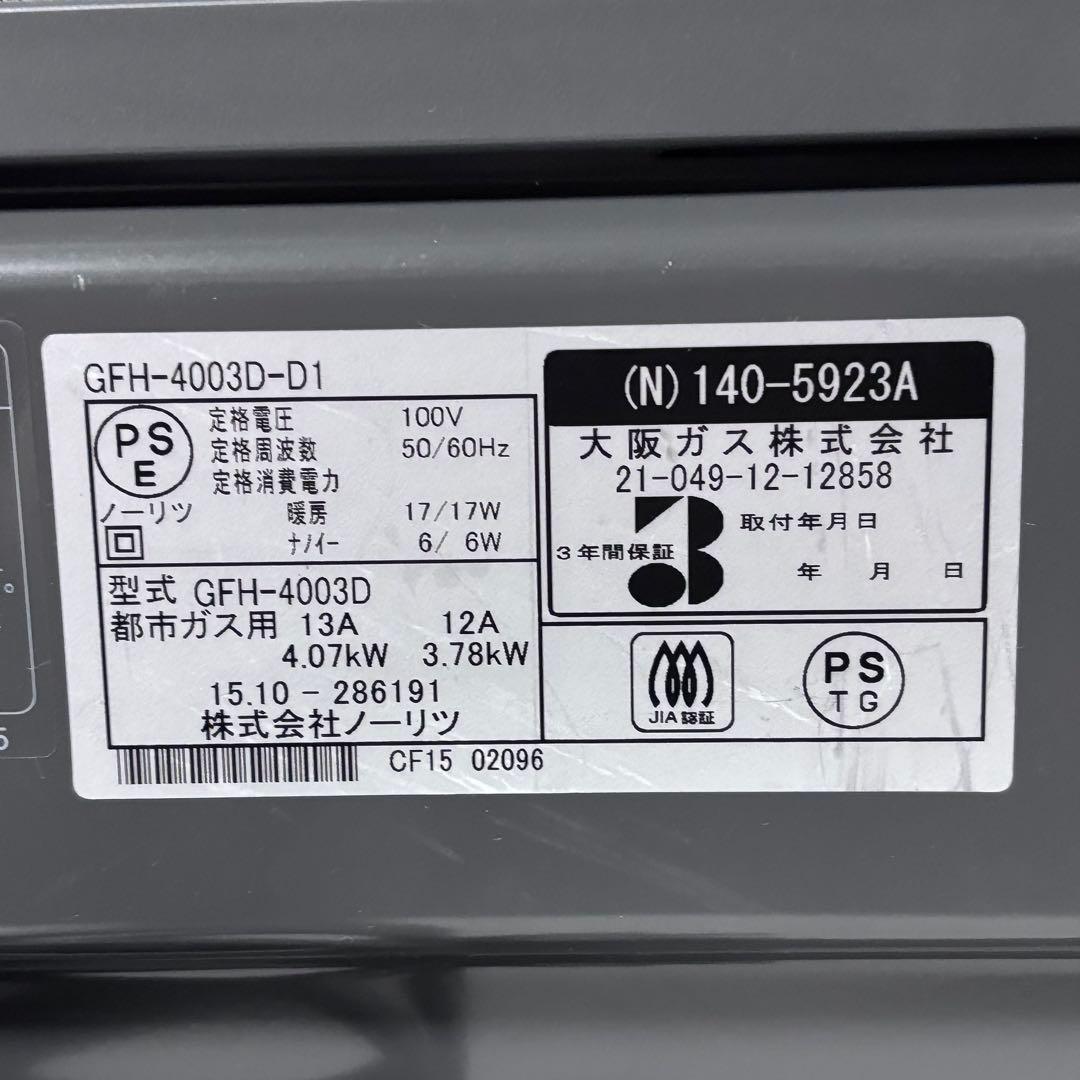 GFH-4003D-D1
PS
E
定格電圧 100V
定格周波数 50/60Hz
定格消費電力
ノーリツ 暖房 17/17W
ﾅﾉｲｰ 6/ 6W
型式 GFH-4003D
都市ガス用 13A 12A
4.07kW 3.78kW
15.10 - 286191
株式会社ノーリツ
CF15 02096
(N) 140-5923A
大阪ガス株式会社
21-049-12-12858
3
取付年月日
3年間保証
年 月 日
JIA 認証
PS
TG
5